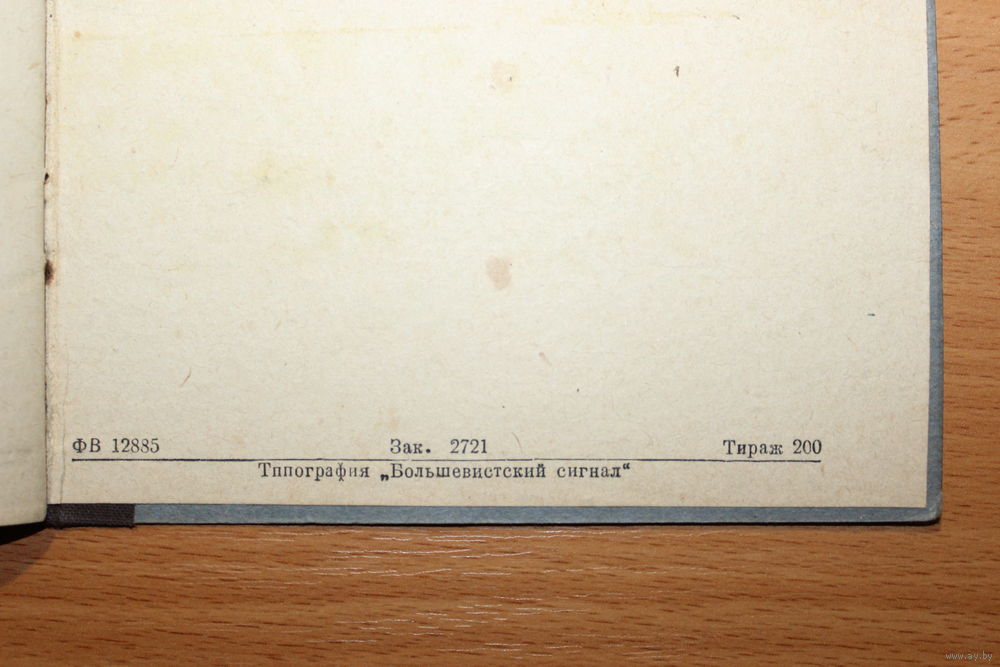 ФВ 12885 Зак. 2721 Тираж 200
Типография „Большевистский сигнал“
www.ay.by